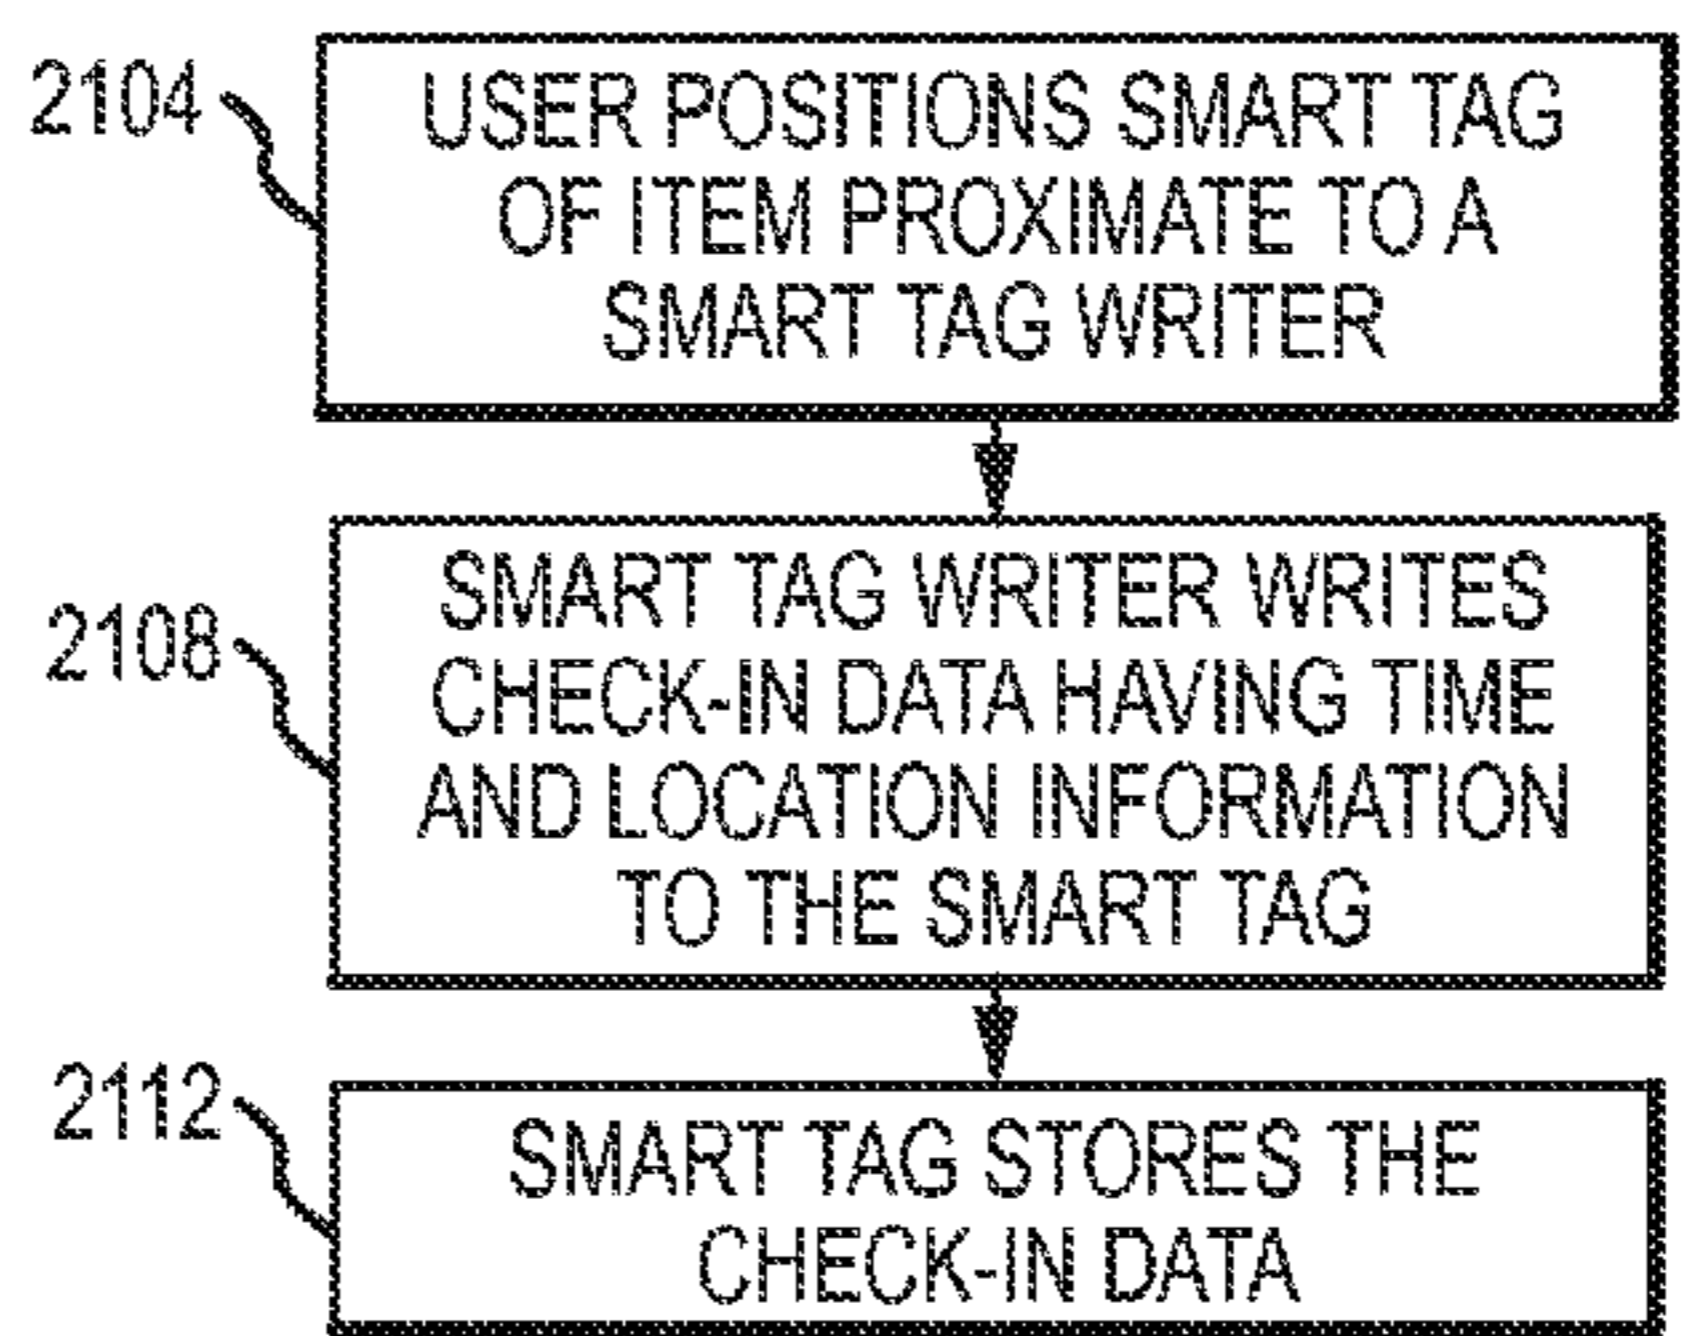 2104
USER POSITIONS SMART TAG
OF ITEM PROXIMATE TO A
SMART TAG WRITER
2108
SMART TAG WRITER WRITES
CHECK-IN DATA HAVING TIME
AND LOCATION INFORMATION
TO THE SMART TAG
2112
SMART TAG STORES THE
CHECK-IN DATA